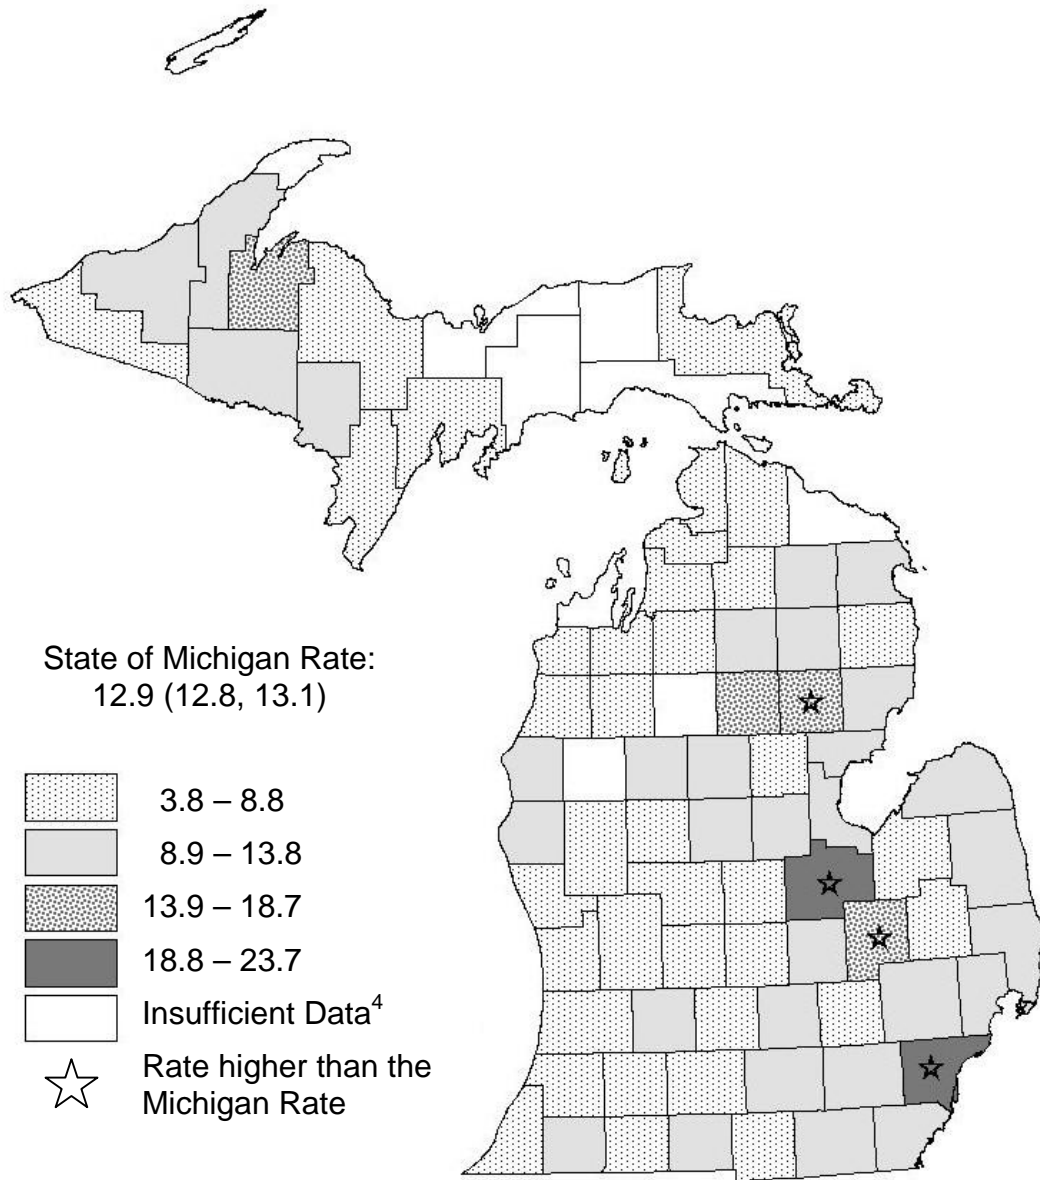 State of Michigan Rate:
12.9 (12.8, 13.1)
3.8 – 8.8
8.9 – 13.8
13.9 – 18.7
18.8 – 23.7
Insufficient Data⁴
Rate higher than the
Michigan Rate